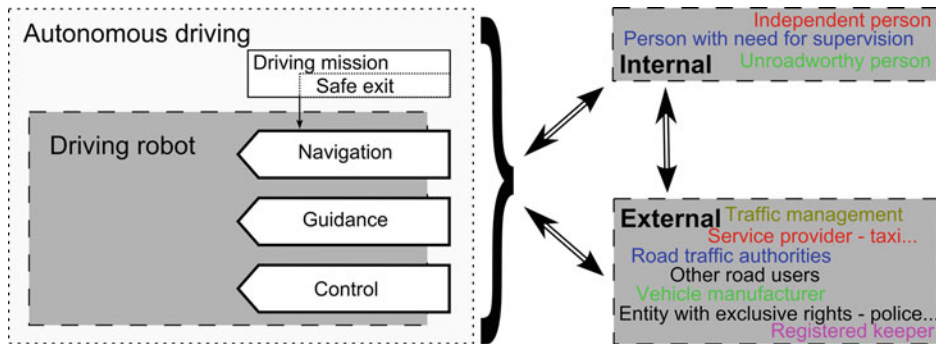 Autonomous driving
Driving mission
Safe exit
Driving robot
Navigation
Guidance
Control
Independent person
Person with need for supervision
Internal
Unroadworthy person
External
Traffic management
Service provider - taxi...
Road traffic authorities
Other road users
Vehicle manufacturer
Entity with exclusive rights - police...
Registered keeper